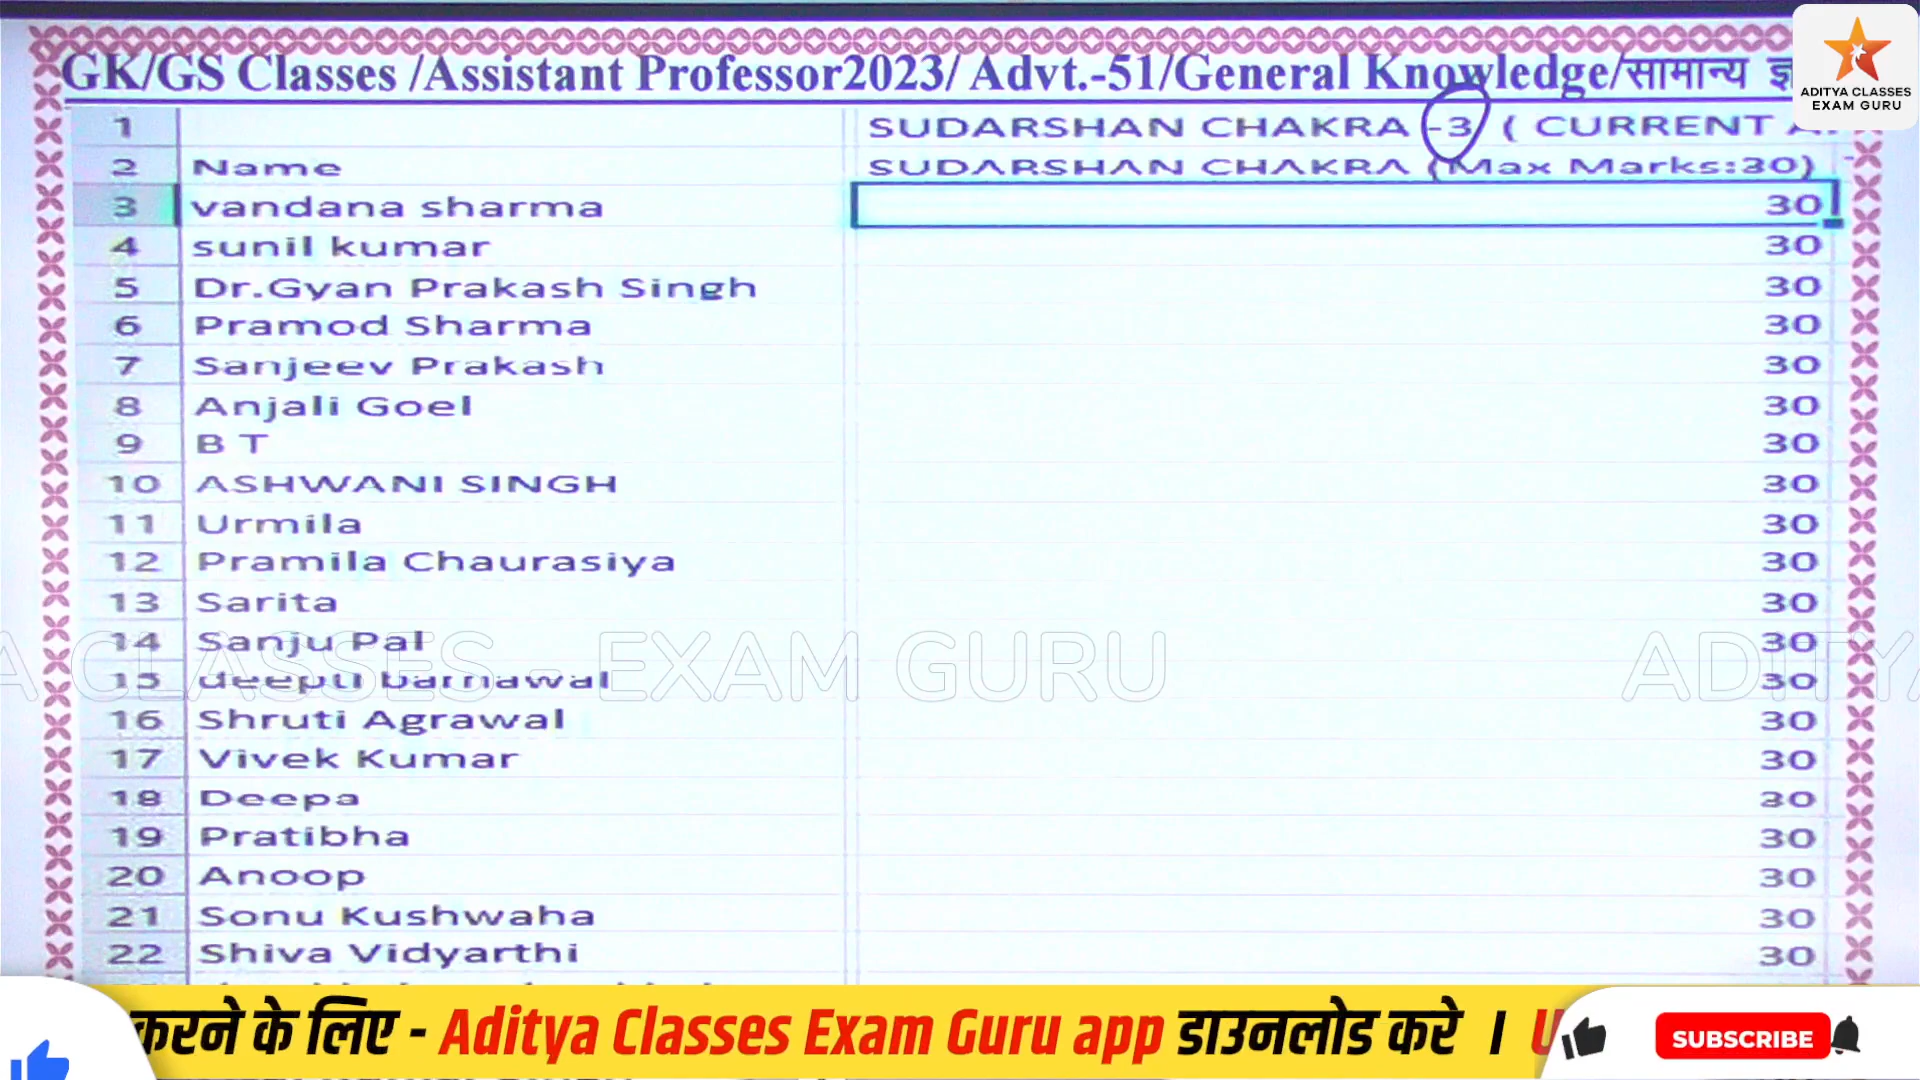 GK/GS Classes /Assistant Professor2023/ Advt.-51/General Knowledge/सामान्य
ADITYA CLASSES
EXAM GURU
1 SUDARSHAN CHAKRA -3 ( CURRENT
2 Name SUDARSHAN CHAKRA (Max Marks:30)
3 vandana sharma 30
4 sunil kumar 30
5 Dr.Gyan Prakash Singh 30
6 Pramod Sharma 30
7 Sanjeev Prakash 30
8 Anjali Goel 30
9 B T 30
10 ASHWANI SINGH 30
11 Urmila 30
12 Pramila Chaurasiya 30
13 Sarita 30
14 Sanju Pal 30
A CLASSES - EXAM GURU ADITYA
15 deepti barnawal 30
16 Shruti Agrawal 30
17 Vivek Kumar 30
18 Deepa 30
19 Pratibha 30
20 Anoop 30
21 Sonu Kushwaha 30
22 Shiva Vidyarthi 30
करने के लिए - Aditya Classes Exam Guru app डाउनलोड करे । U
SUBSCRIBE